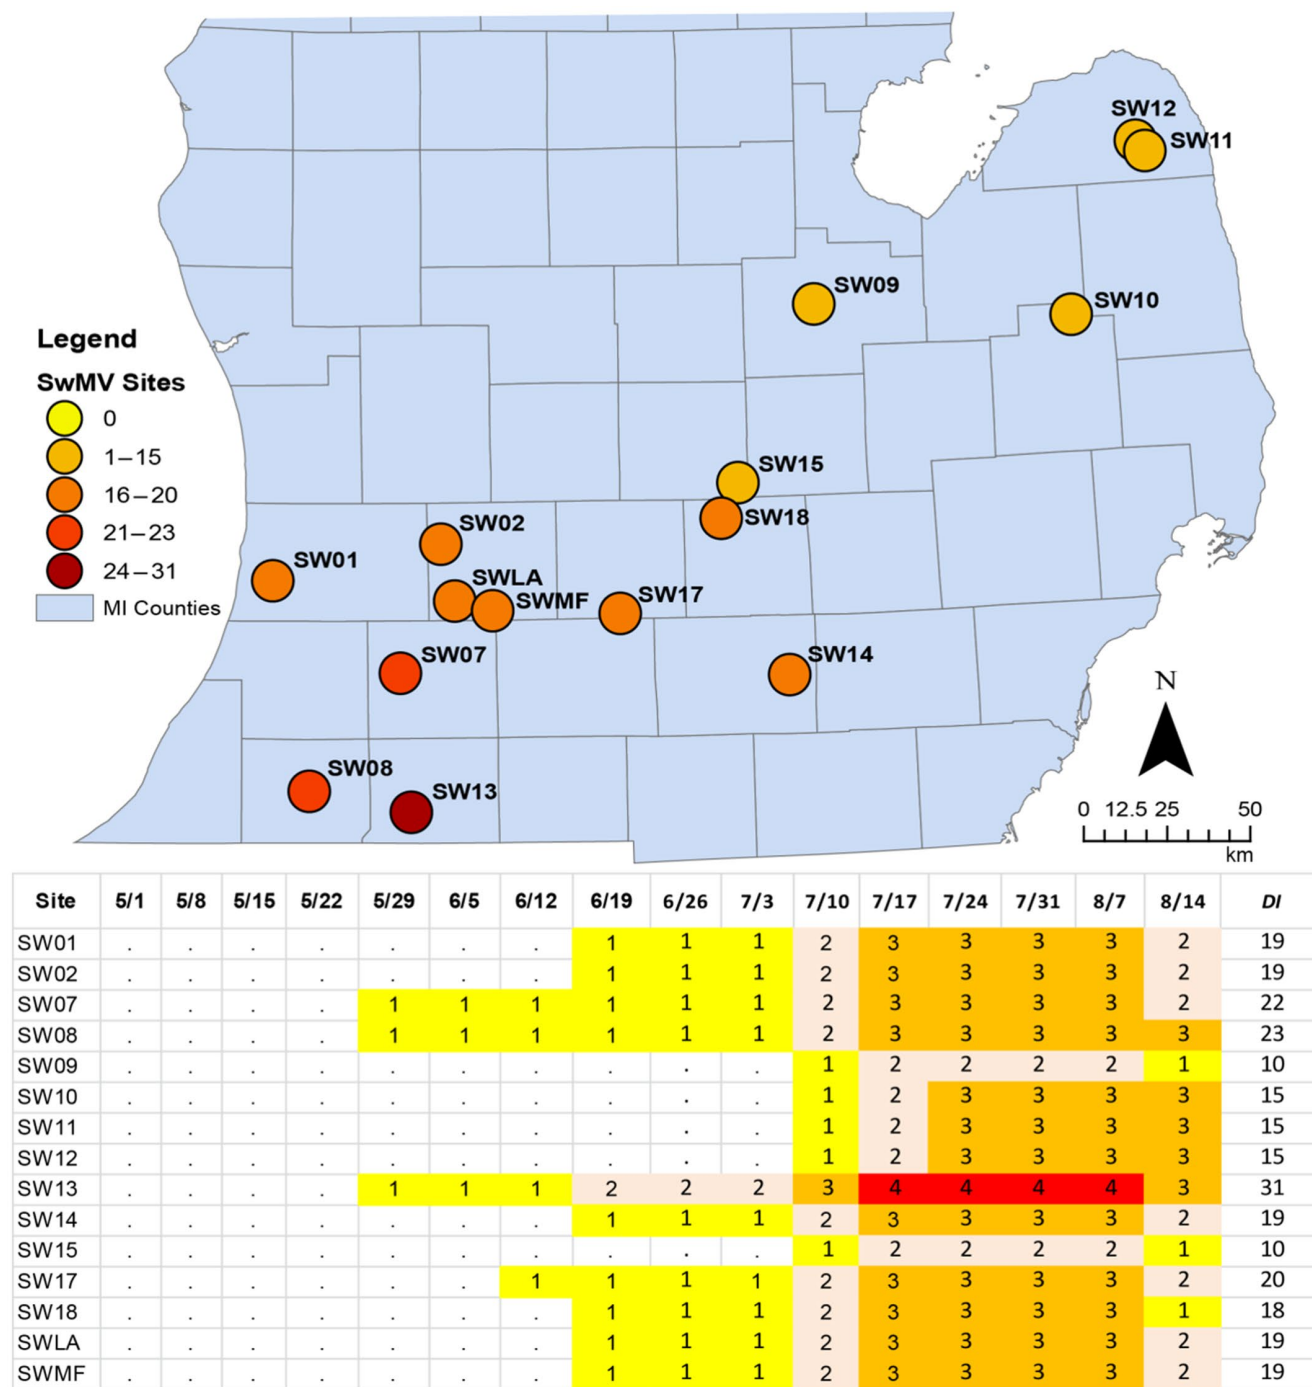 SW12
SW11
SW09
SW10
Legend
SwMV Sites
0
1–15
16–20
21–23
24–31
MI Counties
SW15
SW18
SW02
SW01
SWLA
SWMF
SW17
SW07
SW14
N
SW08
SW13
0 12.5 25 50
km
Site 5/1 5/8 5/15 5/22 5/29 6/5 6/12 6/19 6/26 7/3 7/10 7/17 7/24 7/31 8/7 8/14 DI
SW01 . . . . . . . 1 1 1 2 3 3 3 3 2 19
SW02 . . . . . . . 1 1 1 2 3 3 3 3 2 19
SW07 . . . . 1 1 1 1 1 1 2 3 3 3 3 2 22
SW08 . . . . 1 1 1 1 1 1 2 3 3 3 3 3 23
SW09 . . . . . . . . . . 1 2 2 2 2 1 10
SW10 . . . . . . . . . . 1 2 3 3 3 3 15
SW11 . . . . . . . . . . 1 2 3 3 3 3 15
SW12 . . . . . . . . . . 1 2 3 3 3 3 15
SW13 . . . . 1 1 1 2 2 2 3 4 4 4 4 3 31
SW14 . . . . . . . 1 1 1 2 3 3 3 3 2 19
SW15 . . . . . . . . . . 1 2 2 2 2 1 10
SW17 . . . . . . 1 1 1 1 2 3 3 3 3 2 20
SW18 . . . . . . . 1 1 1 2 3 3 3 3 1 18
SWLA . . . . . . . 1 1 1 2 3 3 3 3 2 19
SWMF . . . . . . . 1 1 1 2 3 3 3 3 2 19